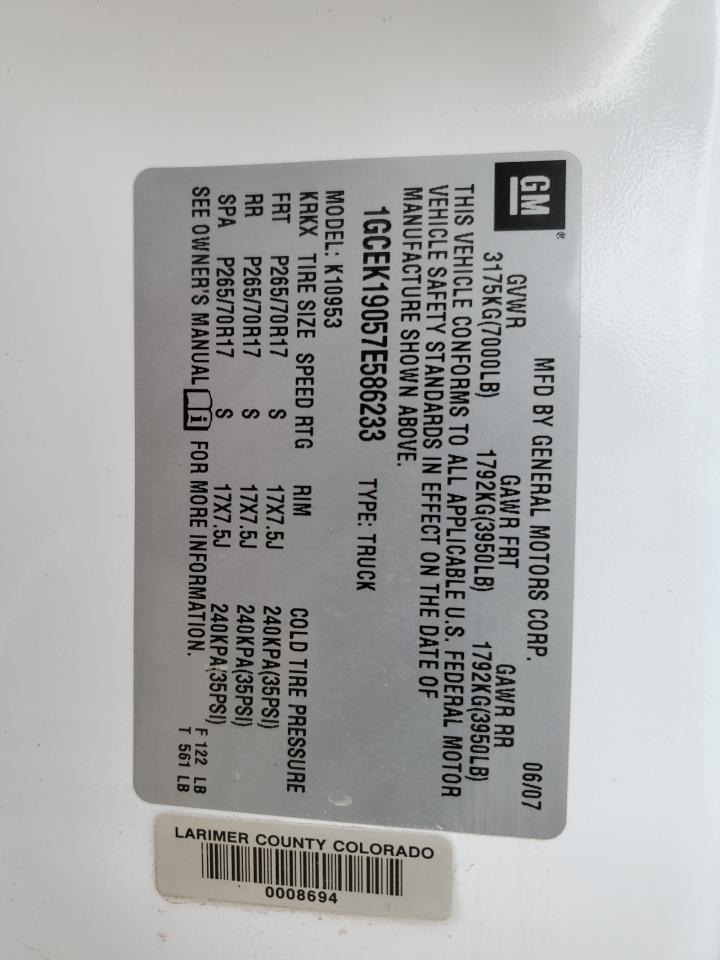 GM®
MFD BY GENERAL MOTORS CORP. 06/07
GVWR GAWR FRT GAWR RR
3175KG(7000LB) 1792KG(3950LB) 1792KG(3950LB)
THIS VEHICLE CONFORMS TO ALL APPLICABLE U.S. FEDERAL MOTOR
VEHICLE SAFETY STANDARDS IN EFFECT ON THE DATE OF
MANUFACTURE SHOWN ABOVE.
1GCEK19057E586233 TYPE: TRUCK
MODEL: K10953
KRKX TIRE SIZE SPEED RTG RIM COLD TIRE PRESSURE
FRT P265/70R17 S 17X7.5J 240KPA(35PSI)
RR P265/70R17 S 17X7.5J 240KPA(35PSI)
SPA P265/70R17 S 17X7.5J 240KPA(35PSI)
SEE OWNER'S MANUAL i FOR MORE INFORMATION.
F 122 LB
T 561 LB
LARIMER COUNTY COLORADO
0008694